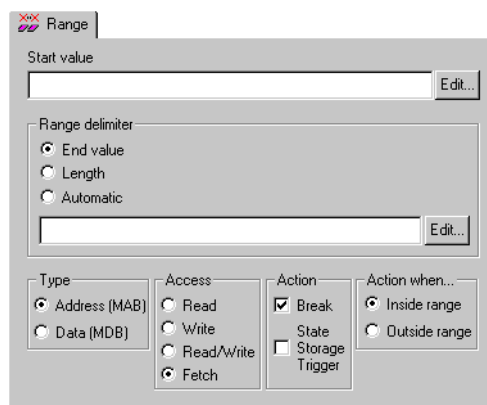 Range
Start value
Edit...
Range delimiter
End value
Length
Automatic
Edit...
Type
Address (MAB)
Data (MDB)
Access
Read
Write
Read/Write
Fetch
Action
Break
State
Storage
Trigger
Action when...
Inside range
Outside range